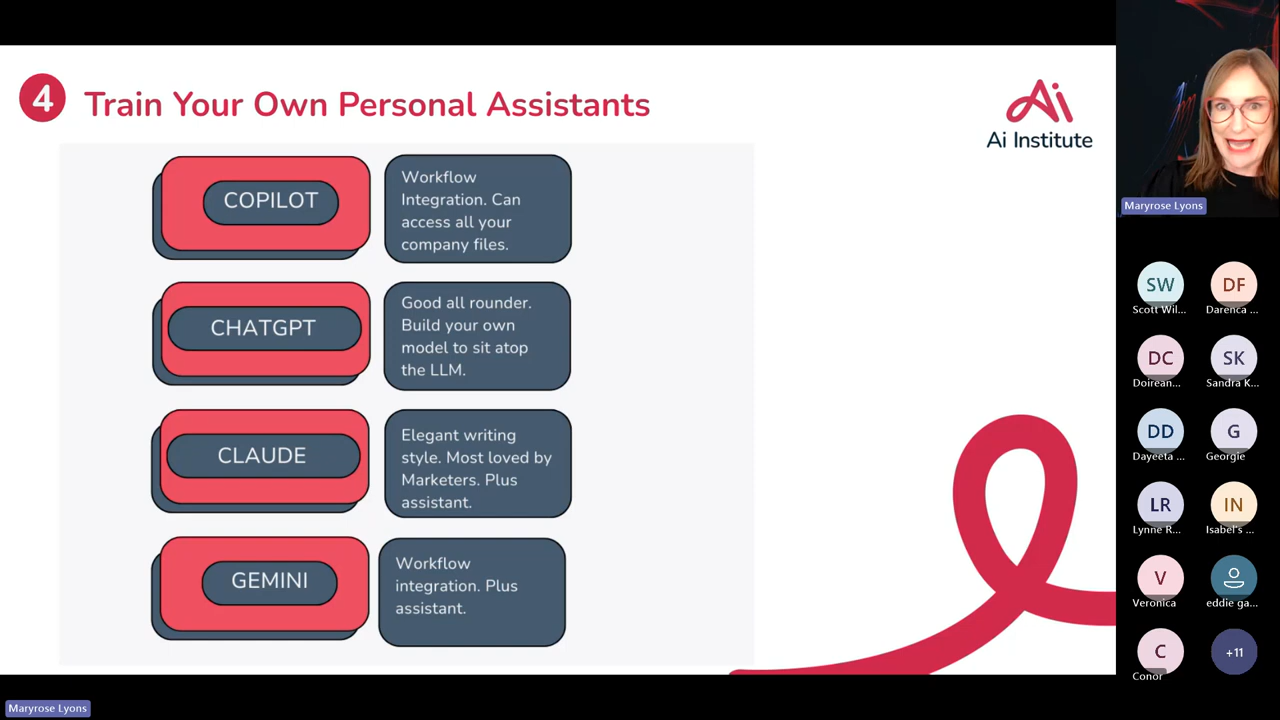 4
Train Your Own Personal Assistants
Ai
Ai Institute
COPILOT
Workflow
Integration. Can
access all your
company files.
CHATGPT
Good all rounder.
Build your own
model to sit atop
the LLM.
CLAUDE
Elegant writing
style. Most loved by
Marketers. Plus
assistant.
GEMINI
Workflow
integration. Plus
assistant.
Maryrose Lyons
SW
Scott Wil...
DF
Darenca ...
DC
Doirean...
SK
Sandra K...
DD
Dayeeta ...
G
Georgie
LR
Lynne R...
IN
Isabel's ...
V
Veronica
eddie ga...
C
Conor
+11
Maryrose Lyons